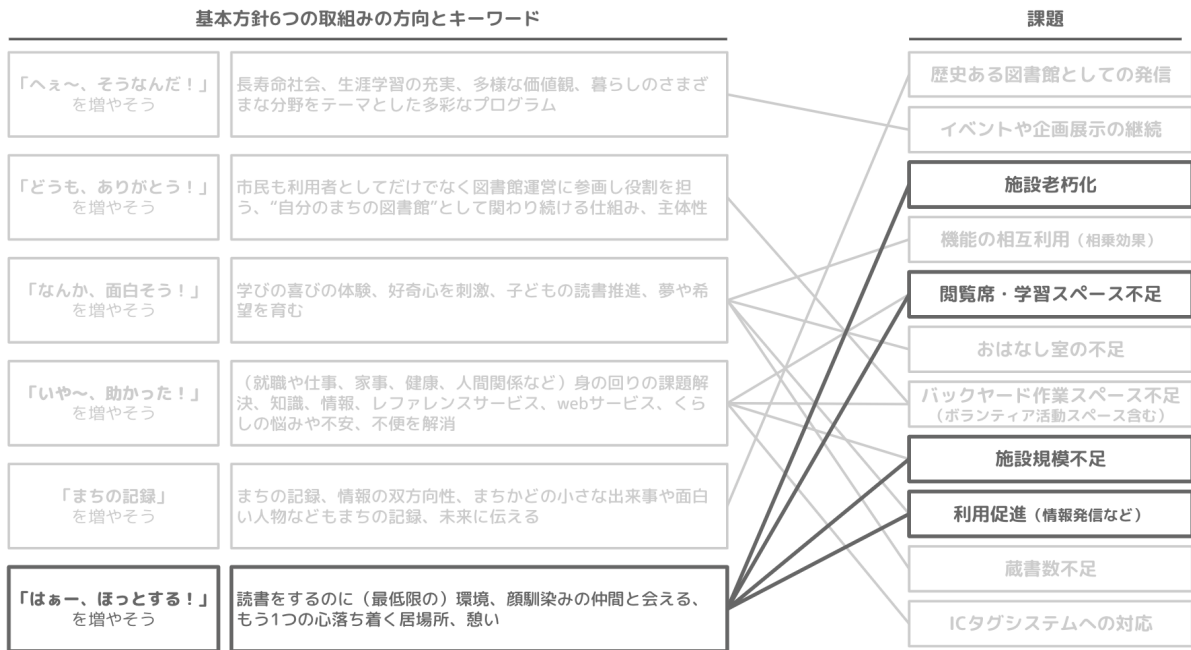 基本方針6つの取組みの方向とキーワード
課題
「へぇ〜、そうなんだ！」
を増やそう
長寿命社会、生涯学習の充実、多様な価値観、暮らしのさまざ
まな分野をテーマとした多彩なプログラム
「どうも、ありがとう！」
を増やそう
市民も利用者としてだけでなく図書館運営に参画し役割を担
う、“自分のまちの図書館”として関わり続ける仕組み、主体性
「なんか、面白そう！」
を増やそう
学びの喜びの体験、好奇心を刺激、子どもの読書推進、夢や希
望を育む
「いや〜、助かった！」
を増やそう
（就職や仕事、家事、健康、人間関係など）身の回りの課題解
決、知識、情報、レファレンスサービス、webサービス、くら
しの悩みや不安、不便を解消
「まちの記録」
を増やそう
まちの記録、情報の双方向性、まちかどの小さな出来事や面白
い人物などもまちの記録、未来に伝える
「はぁー、ほっとする！」
を増やそう
読書をするのに（最低限の）環境、顔馴染みの仲間と会える、
もう1つの心落ち着く居場所、憩い
歴史ある図書館としての発信
イベントや企画展示の継続
施設老朽化
機能の相互利用（相乗効果）
閲覧席・学習スペース不足
おはなし室の不足
バックヤード作業スペース不足
（ボランティア活動スペース含む）
施設規模不足
利用促進（情報発信など）
蔵書数不足
ICタグシステムへの対応